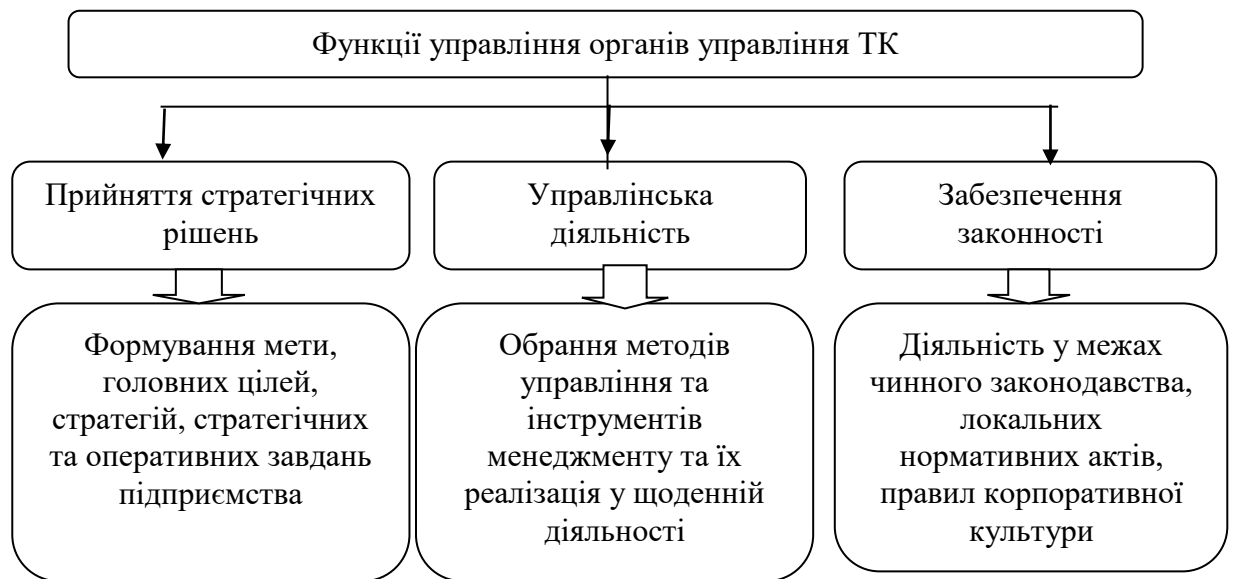 Функції управління органів управління ТК
Прийняття стратегічних
рішень
Управлінська
діяльність
Забезпечення
законності
Формування мети,
головних цілей,
стратегій, стратегічних
та оперативних завдань
підприємства
Обрання методів
управління та
інструментів
менеджменту та їх
реалізація у щоденній
діяльності
Діяльність у межах
чинного законодавства,
локальних
нормативних актів,
правил корпоративної
культури